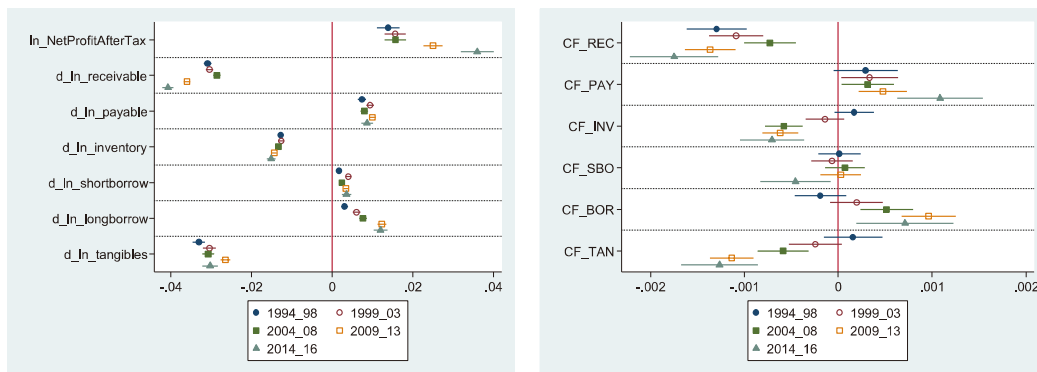 ln_NetProfitAfterTax
d_ln_receivable
d_ln_payable
d_ln_inventory
d_ln_shortborrow
d_ln_longborrow
d_ln_tangibles
-.04 -.02 0 .02 .04
1994_98 1999_03
2004_08 2009_13
2014_16
CF_REC
CF_PAY
CF_INV
CF_SBO
CF_BOR
CF_TAN
-.002 -.001 0 .001 .002
1994_98 1999_03
2004_08 2009_13
2014_16